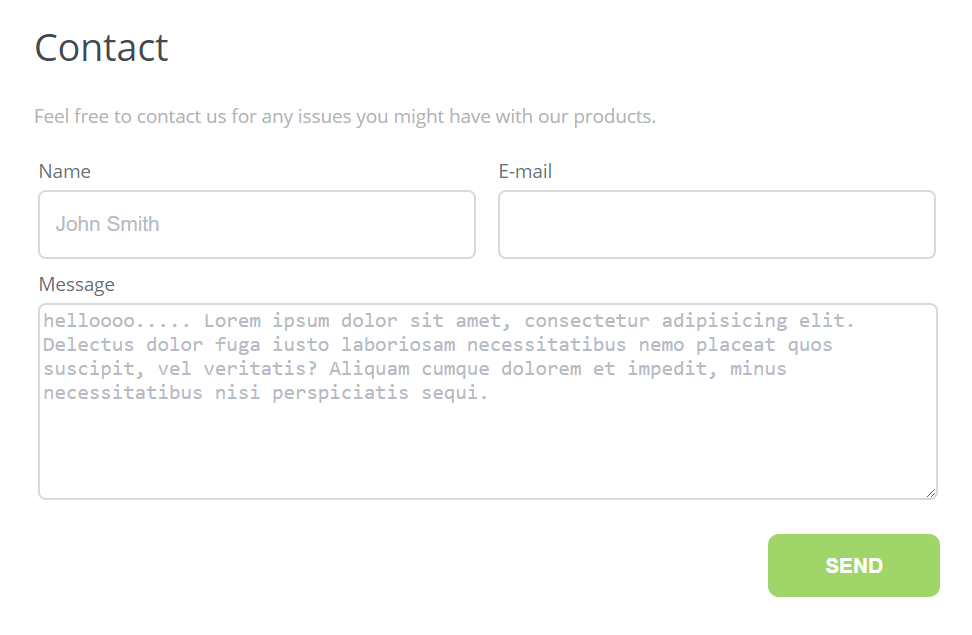 Contact
Feel free to contact us for any issues you might have with our products.
Name
E-mail
John Smith
Message
helloooo..... Lorem ipsum dolor sit amet, consectetur adipisicing elit.
Delectus dolor fuga iusto laboriosam necessitatibus nemo placeat quos
suscipit, vel veritatis? Aliquam cumque dolorem et impedit, minus
necessitatibus nisi perspiciatis sequi.
SEND